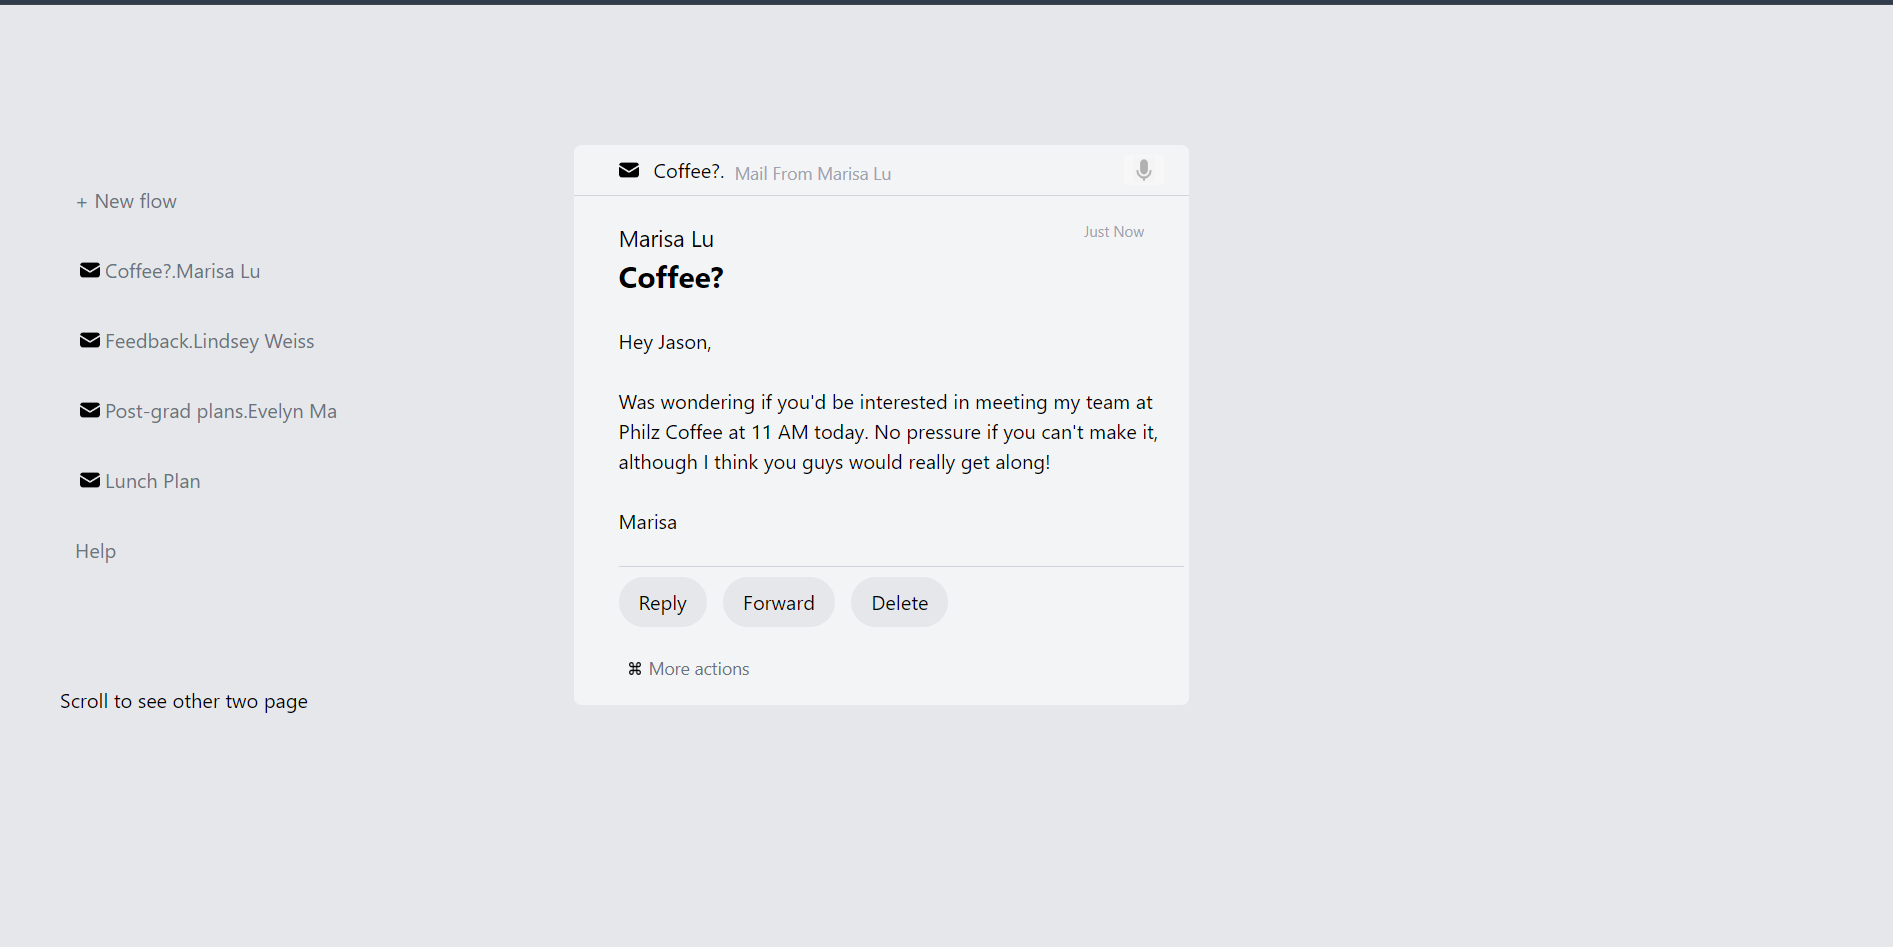 + New flow
Coffee?.Marisa Lu
Feedback.Lindsey Weiss
Post-grad plans.Evelyn Ma
Lunch Plan
Help
Scroll to see other two page
Coffee?. Mail From Marisa Lu
Marisa Lu
Just Now
Coffee?
Hey Jason,
Was wondering if you'd be interested in meeting my team at
Philz Coffee at 11 AM today. No pressure if you can't make it,
although I think you guys would really get along!
Marisa
Reply Forward Delete
⌘ More actions